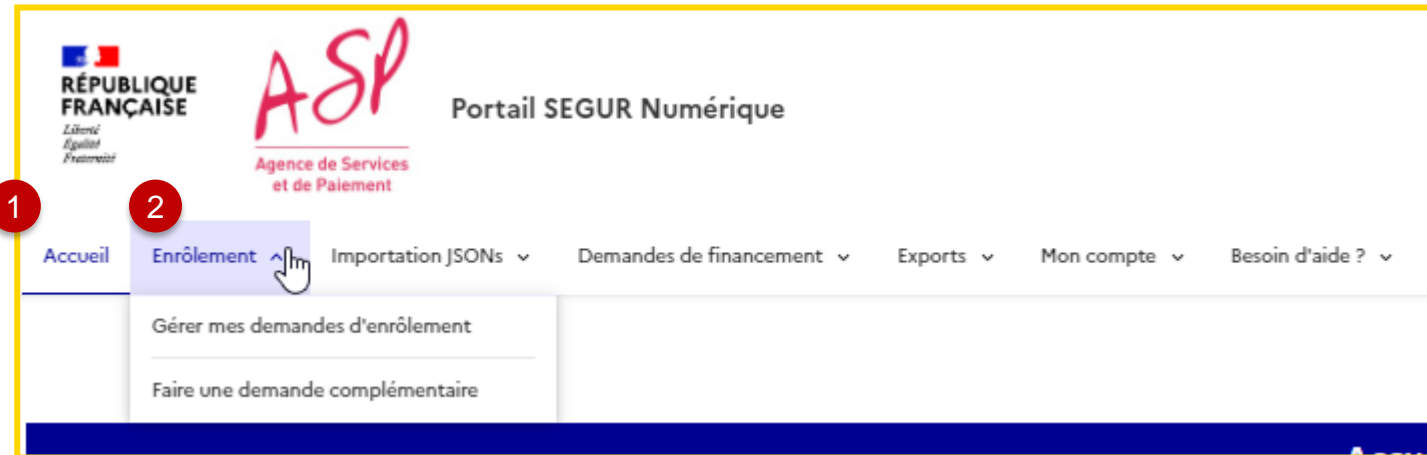 RÉPUBLIQUE
FRANÇAISE
Liberté
Égalité
Fraternité
ASP
Agence de Services
et de Paiement
Portail SEGUR Numérique
1
2
Accueil
Enrôlement
Importation JSONs
Demandes de financement
Exports
Mon compte
Besoin d'aide ?
Gérer mes demandes d'enrôlement
Faire une demande complémentaire